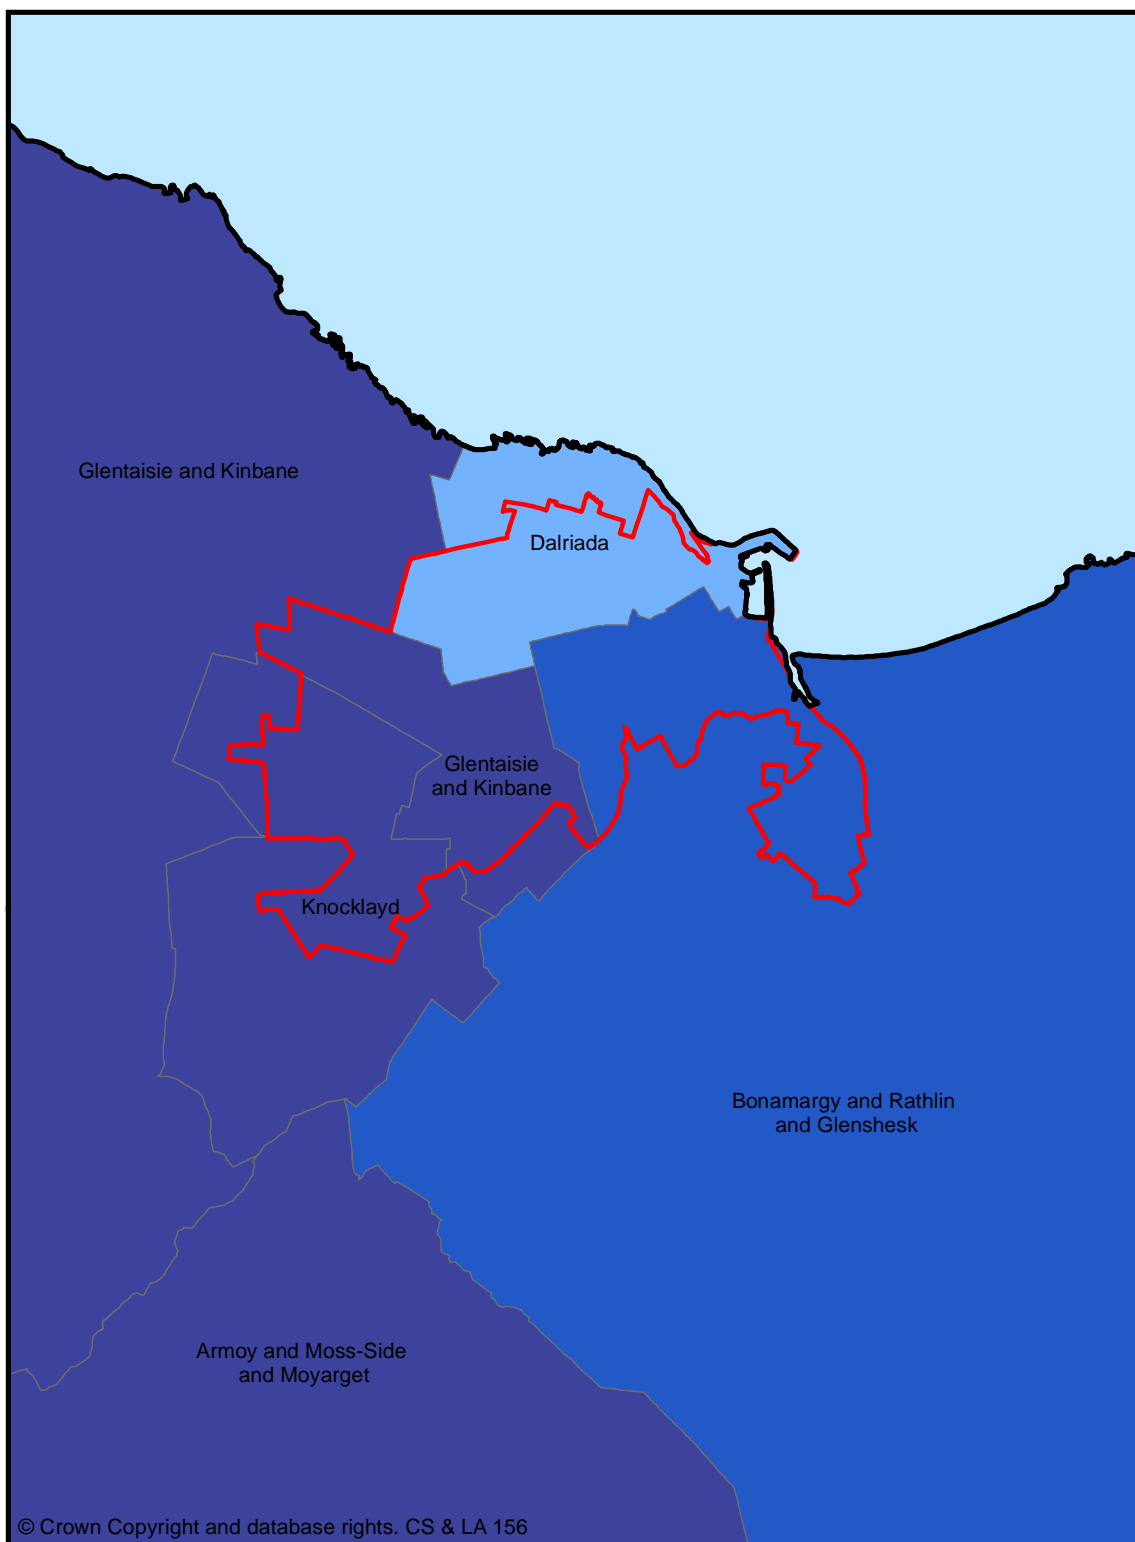 Glentaisie and Kinbane
Dalriada
Glentaisie
and Kinbane
Knocklayd
Bonamargy and Rathlin
and Glenshesk
Armoy and Moss-Side
and Moyarget
© Crown Copyright and database rights. CS & LA 156